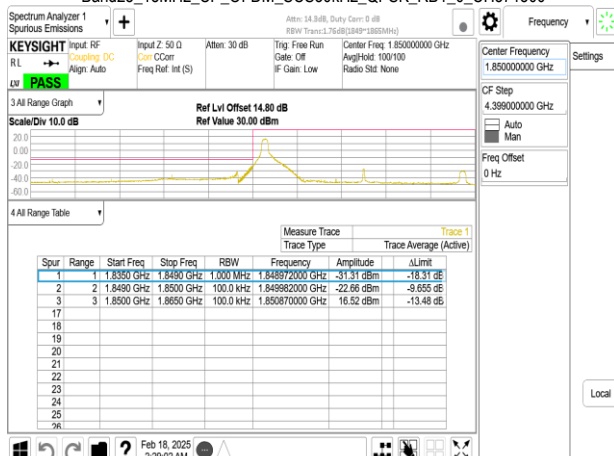 Spectrum Analyzer 1
Spurious Emissions
Attn: 14.3dB, Duty Corr: 0 dB
RBW Trans:1.76dB(1849~1865MHz)
Frequency
Settings
KEYSIGHT
Input: RF
Coupling: DC
Align: Auto
Input Z: 50 Ω
Corr CCorr
Freq Ref: Int (S)
Atten: 30 dB
Trig: Free Run
Gate: Off
IF Gain: Low
Center Freq: 1.850000000 GHz
Avg|Hold: 100/100
Radio Std: None
RL
LXI PASS
Center Frequency
1.850000000 GHz
CF Step
4.399000000 GHz
Auto
Man
Freq Offset
0 Hz
3 All Range Graph
Scale/Div 10.0 dB
Ref Lvl Offset 14.80 dB
Ref Value 30.00 dBm
20.0
0.00
-20.0
-40.0
-60.0
4 All Range Table
Measure Trace Trace 1
Trace Type Trace Average (Active)
Spur Range Start Freq Stop Freq RBW Frequency Amplitude ΔLimit
1 1 1.8350 GHz 1.8490 GHz 1.000 MHz 1.848972000 GHz -31.31 dBm -18.31 dB
2 2 1.8490 GHz 1.8500 GHz 100.0 kHz 1.849982000 GHz -22.66 dBm -9.655 dB
3 3 1.8500 GHz 1.8650 GHz 100.0 kHz 1.850870000 GHz 16.52 dBm -13.48 dB
17
18
19
20
21
22
23
24
25
26
Local
Feb 18, 2025